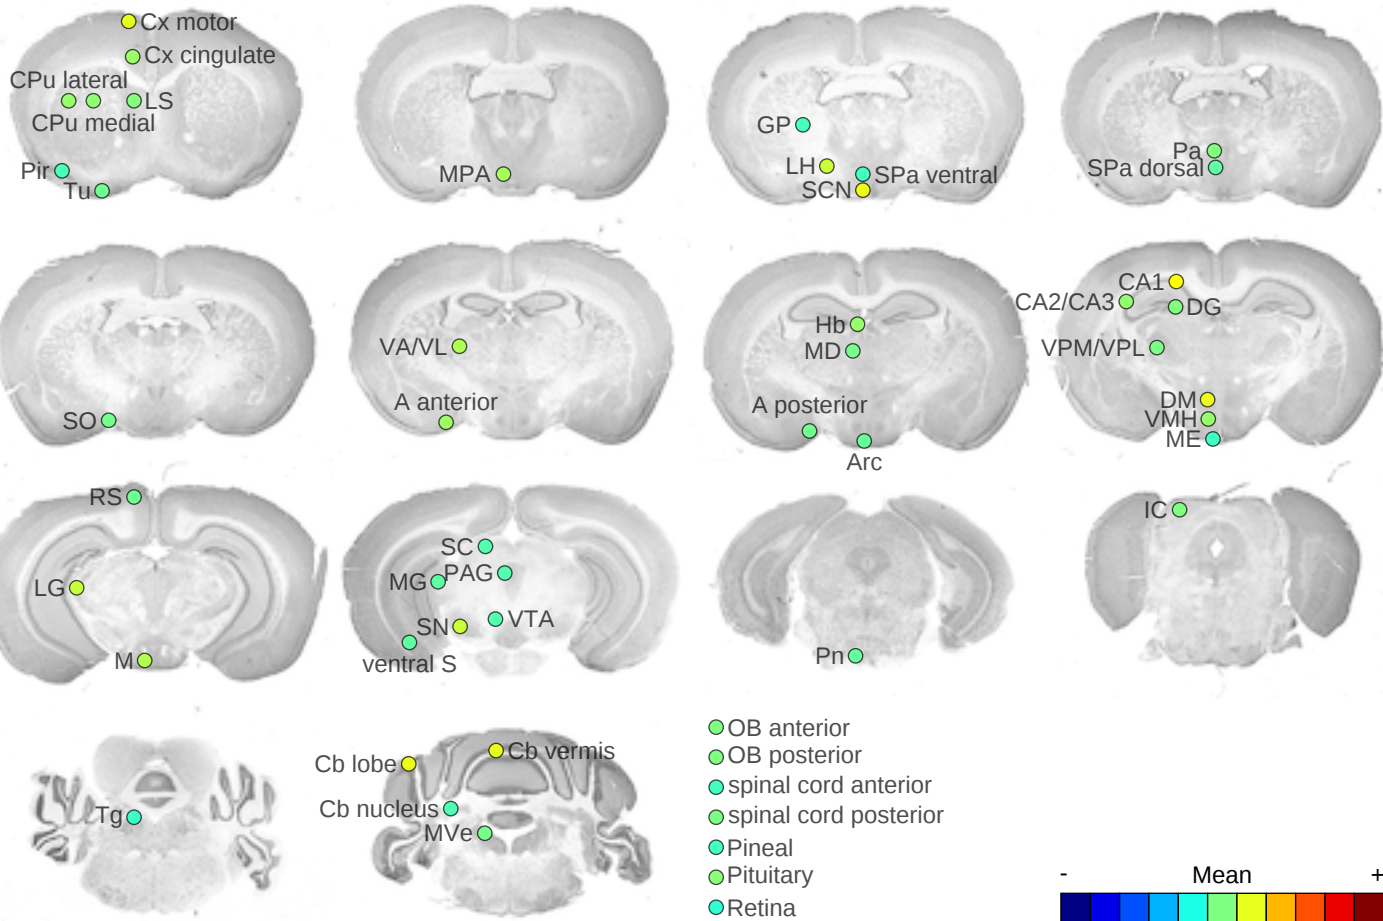 Cx motor
Cx cingulate
CPu lateral
LS
CPu medial
Pir
Tu
MPA
GP
LH
SPa ventral
SCN
Pa
SPa dorsal
SO
VA/VL
A anterior
Hb
MD
A posterior
Arc
CA1
CA2/CA3
DG
VPM/VPL
DM
VMH
ME
RS
LG
M
SC
PAG
MG
VTA
SN
ventral S
Pn
IC
Tg
Cb vermis
Cb lobe
Cb nucleus
MVe
OB anterior
OB posterior
spinal cord anterior
spinal cord posterior
Pineal
Pituitary
Retina
- Mean +